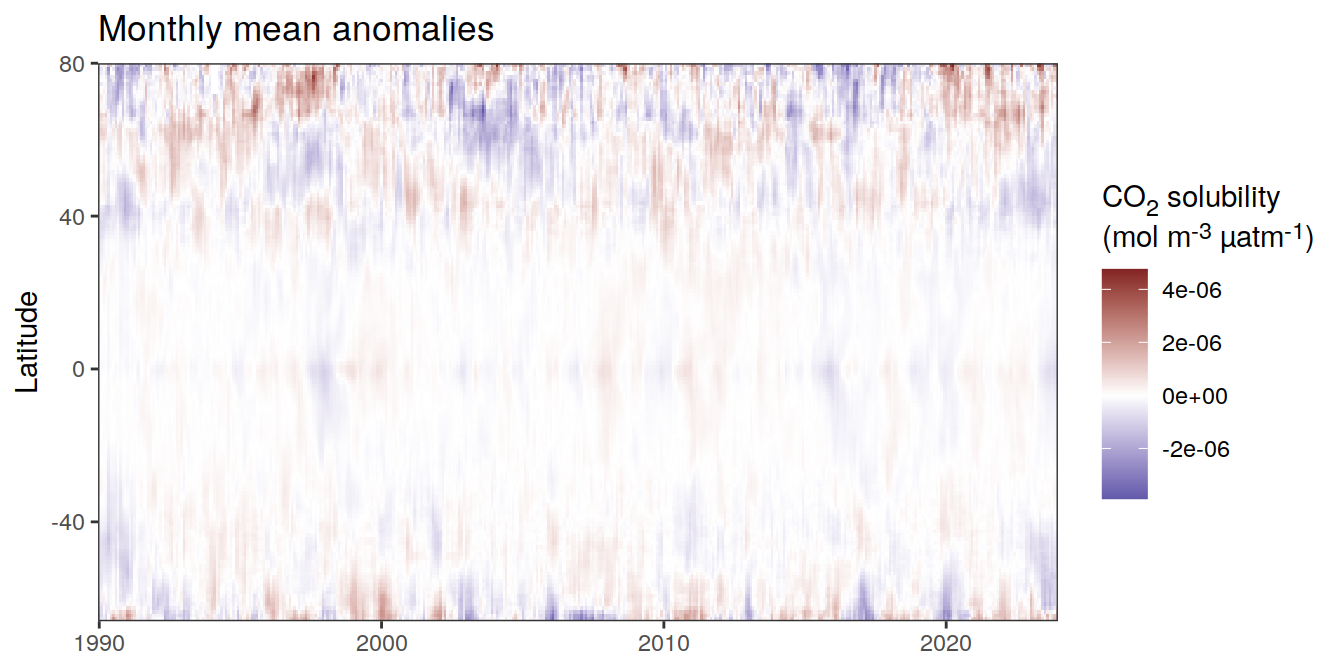 Monthly mean anomalies
80
40
0
-40
Latitude
1990
2000
2010
2020
CO2 solubility
(mol m-3 µatm-1)
4e-06
2e-06
0e+00
-2e-06